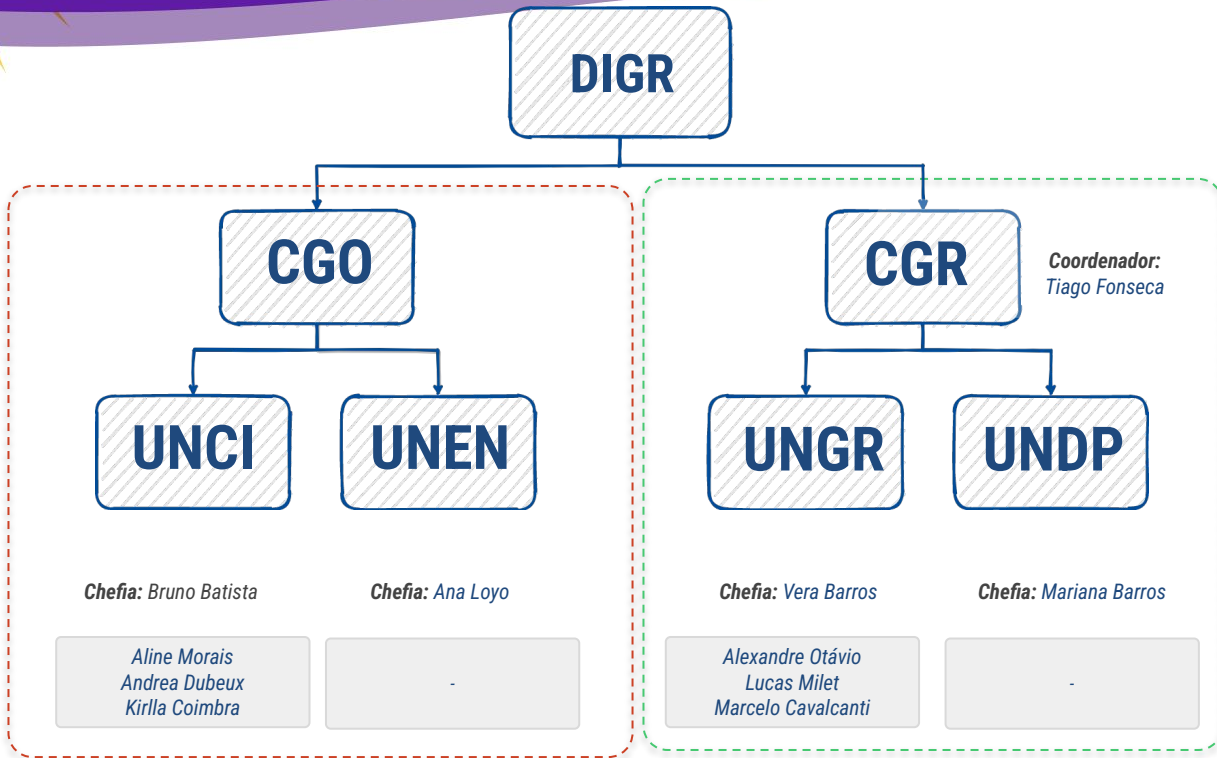 DIGR
CGO
CGR
Coordenador:
Tiago Fonseca
UNCI
UNEN
UNGR
UNDP
Chefia: Bruno Batista
Chefia: Ana Loyo
Chefia: Vera Barros
Chefia: Mariana Barros
Aline Morais
Andrea Dubeux
Kirlla Coimbra
-
Alexandre Otávio
Lucas Milet
Marcelo Cavalcanti
-